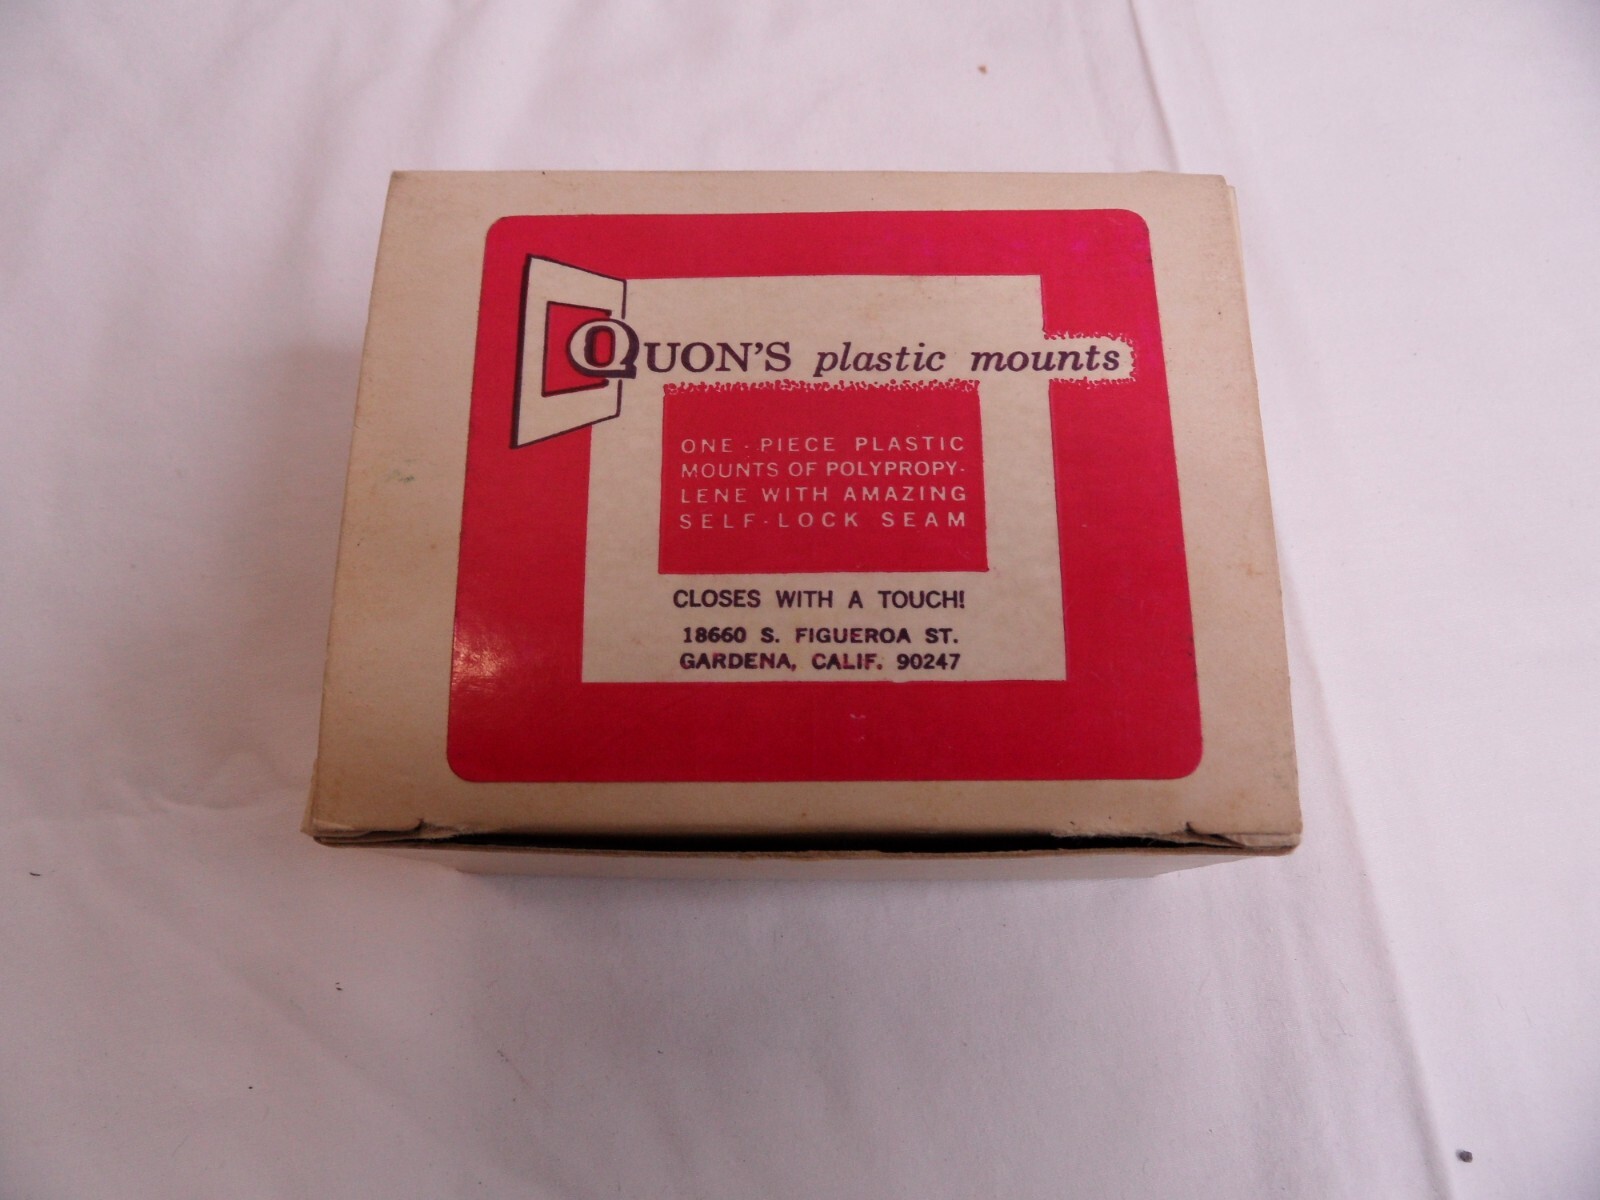 QUON'S plastic mounts
ONE-PIECE PLASTIC
MOUNTS OF POLYPROPY-
LENE WITH AMAZING
SELF-LOCK SEAM
CLOSES WITH A TOUCH!
18660 S. FIGUEROA ST.
GARDENA, CALIF. 90247